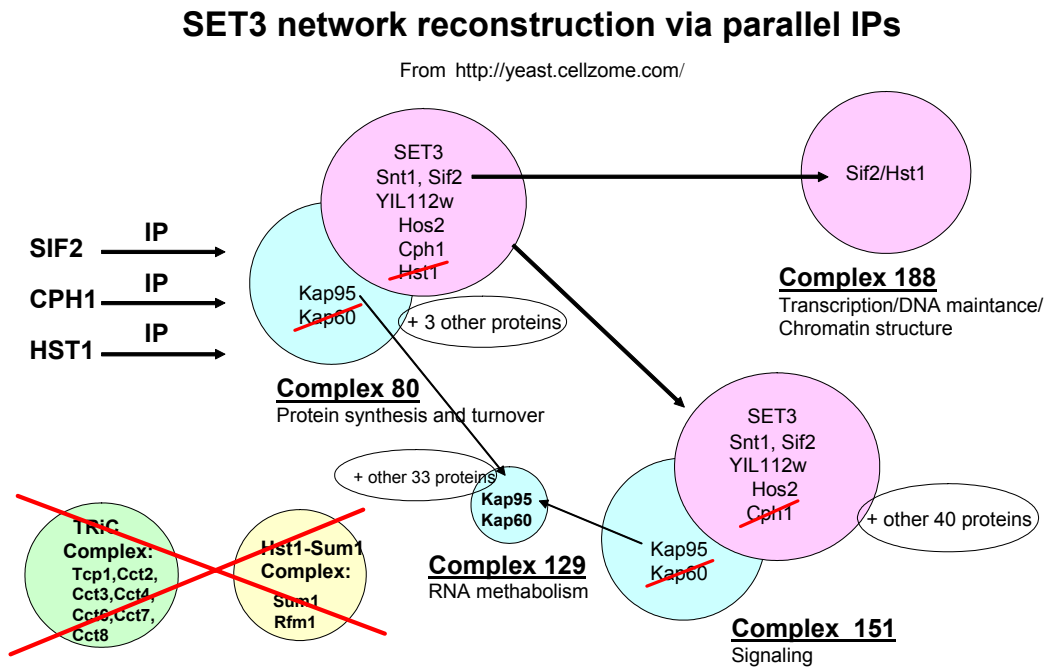 SET3 network reconstruction via parallel IPs
From http://yeast.cellzome.com/
SET3
Snt1, Sif2
YIL112w
Hos2
Cph1
Hst1
Sif2/Hst1
SIF2
IP
CPH1
IP
HST1
IP
Kap95
Kap60
+ 3 other proteins
Complex 188
Transcription/DNA maintance/
Chromatin structure
Complex 80
Protein synthesis and turnover
SET3
Snt1, Sif2
YIL112w
Hos2
Cph1
+ other 33 proteins
Kap95
Kap60
+ other 40 proteins
Kap95
Kap60
TRiC
Complex:
Tcp1,Cct2,
Cct3,Cct4,
Cct6,Cct7,
Cct8
Hst1-Sum1
Complex:
Sum1
Rfm1
Complex 129
RNA methabolism
Complex 151
Signaling